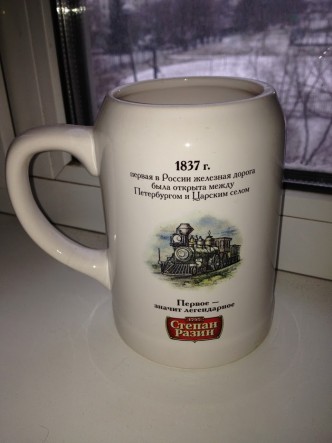 1837 г.
первая в России железная дорога
была открыта между
Петербургом и Царским селом
Первое —
значит легендарное
Степан
Разин